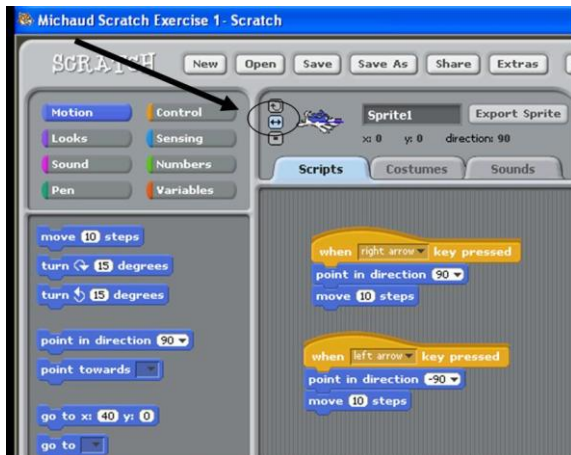 Michaud Scratch Exercise 1- Scratch
SCRATCH New Open Save Save As Share Extras
Motion Control
Looks Sensing
Sound Numbers
Pen Variables
Sprite1 Export Sprite
x: 0 y: 0 direction: 90
Scripts Costumes Sounds
move 10 steps
turn 15 degrees
turn 15 degrees
point in direction 90
point towards
go to x: 40 y: 0
go to
when right arrow key pressed
point in direction 90
move 10 steps
when left arrow key pressed
point in direction -90
move 10 steps